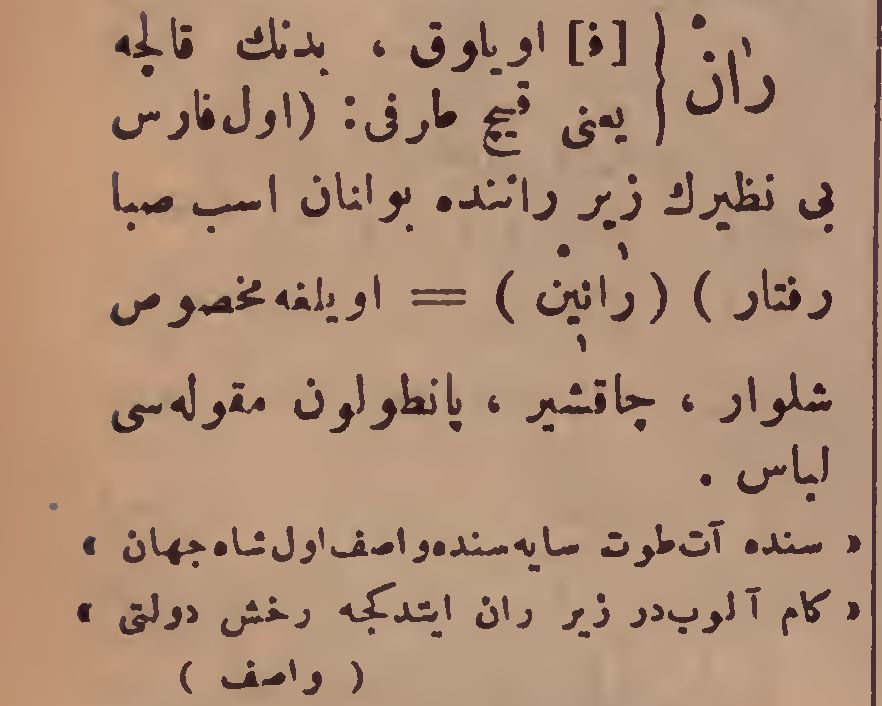 ران { [ف] اویلوق ، بدنك قالچه
یعنی قیچ طرفی: (اول فارس
بی نظیرك زیر راننده بولنان اسب صبا
رفتار ) ( رانین ) = اویلغه مخصوص
شلوار ، چاقشیر ، پانطولون مقوله‌سی
لباس .
« سنده آت طوت سایه‌سنده واصف اول شاه جهان »
« کام آلوب در زیر ران ایتدکجه رخش دولتی »
( واصف )